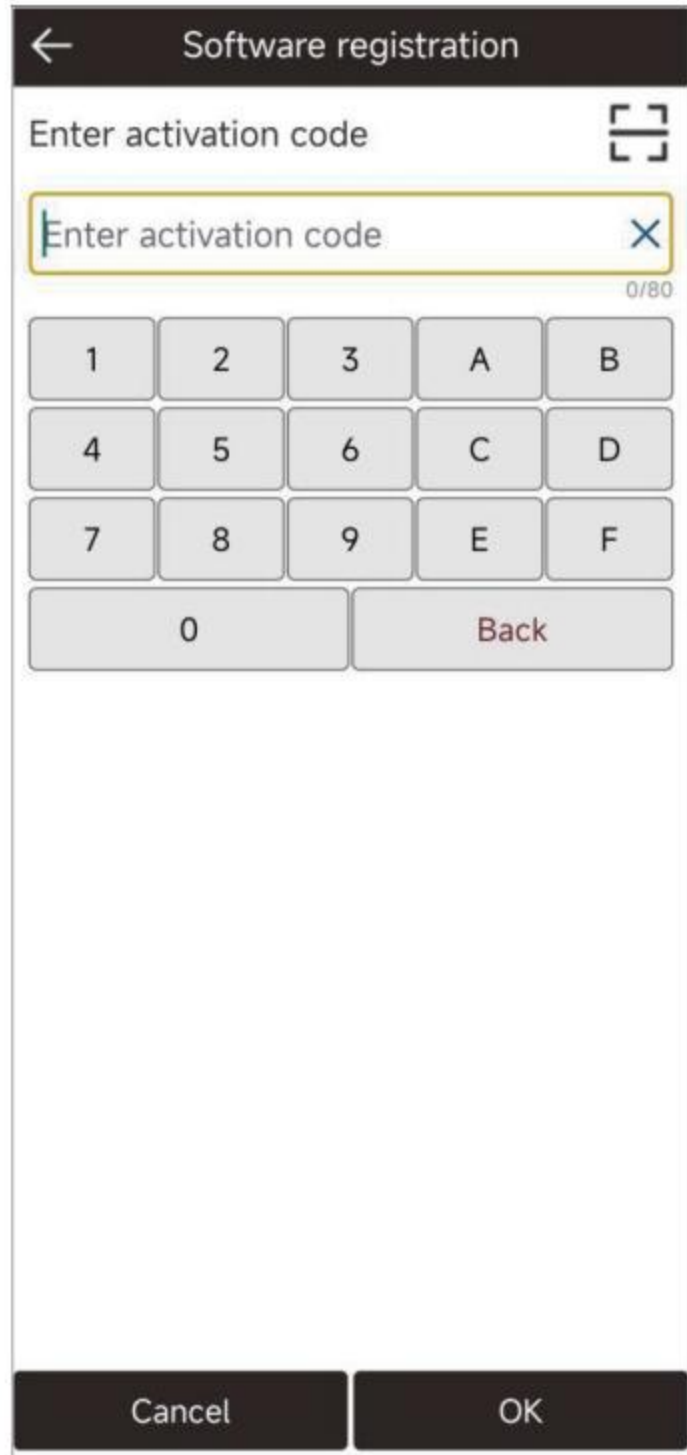 Software registration
Enter activation code
Enter activation code
0/80
1 2 3 A B
4 5 6 C D
7 8 9 E F
0 Back
Cancel OK